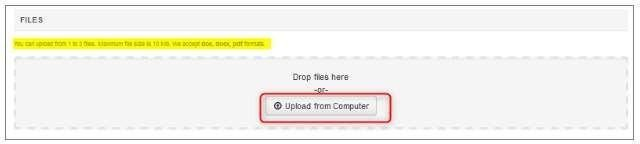 FILES
You can upload from 1 to 3 files. Maximum file size is 10 MB. We accept doc, docx, pdf formats.
Drop files here
-or-
Upload from Computer